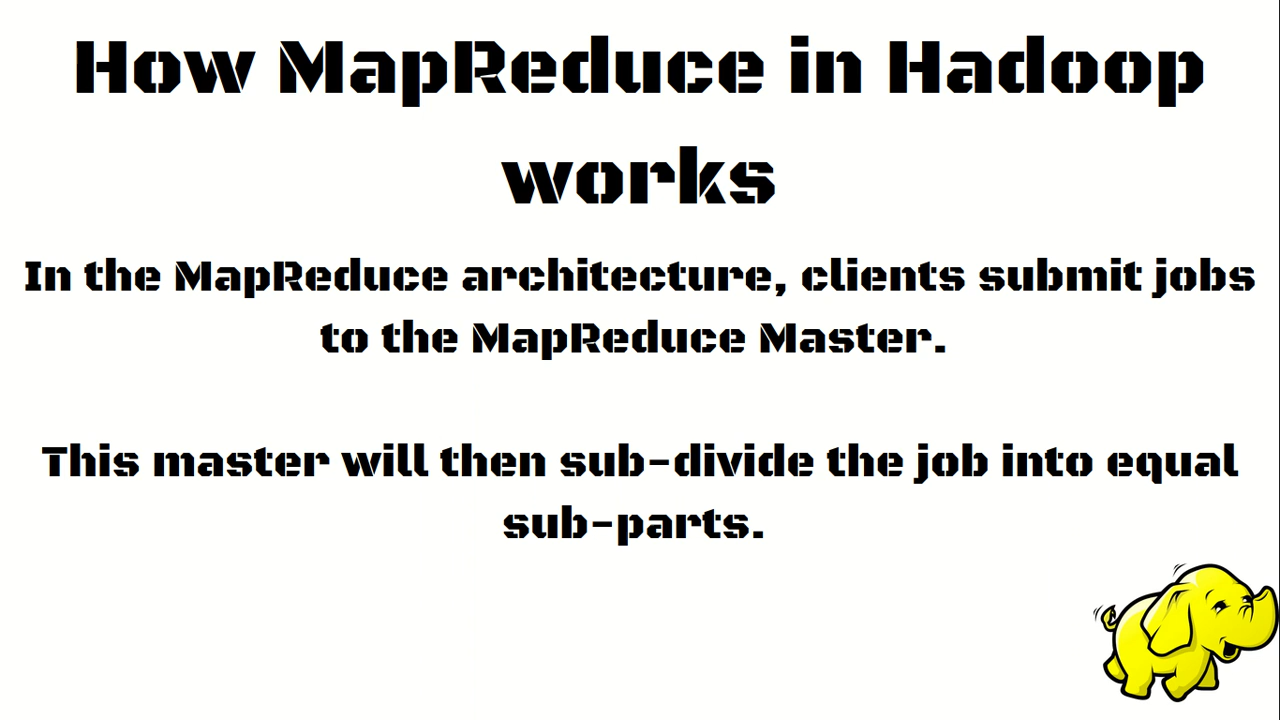 How MapReduce in Hadoop
works
In the MapReduce architecture, clients submit jobs
to the MapReduce Master.
This master will then sub-divide the job into equal
sub-parts.